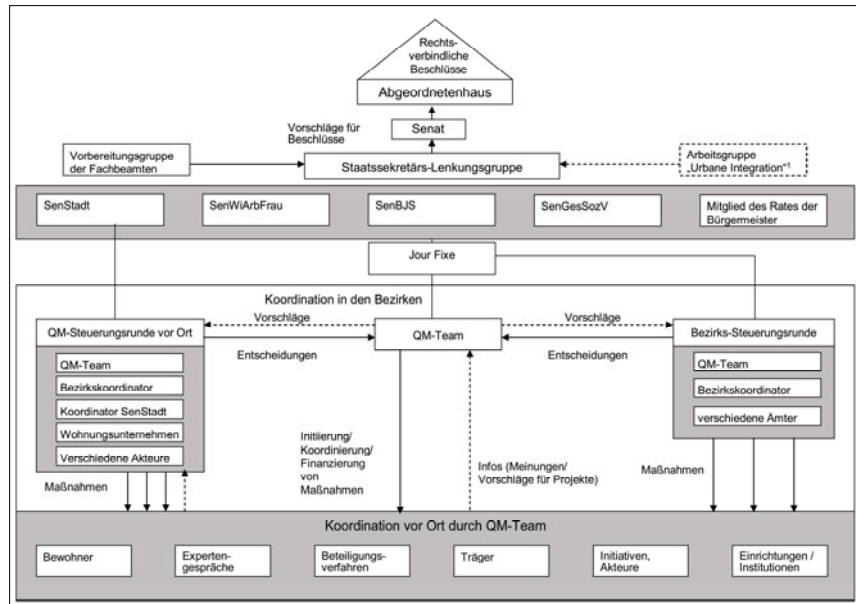 Rechts-
verbindliche
Beschlüsse
Abgeordnetenhaus
Senat
Vorschläge für
Beschlüsse
Vorbereitungsgruppe
der Fachbeamten
Staatssekretärs-Lenkungsgruppe
Arbeitsgruppe
„Urbane Integration"¹
SenStadt
SenWiArbFrau
SenBJS
SenGesSozV
Mitglied des Rates der
Bürgermeister
Jour Fixe
Koordination in den Bezirken
QM-Steuerungsrunde vor Ort
Vorschläge
QM-Team
Vorschläge
Bezirks-Steuerungsrunde
Entscheidungen
Entscheidungen
QM-Team
Bezirkskoordinator
Koordinator SenStadt
Wohnungsunternehmen
Verschiedene Akteure
QM-Team
Bezirkskoordinator
verschiedene Ämter
Initiierung/
Koordinierung/
Finanzierung
von
Maßnahmen
Infos (Meinungen/
Vorschläge für Projekte)
Maßnahmen
Maßnahmen
Koordination vor Ort durch QM-Team
Bewohner
Experten-
gespräche
Beteiligungs-
verfahren
Träger
Initiativen,
Akteure
Einrichtungen /
Institutionen